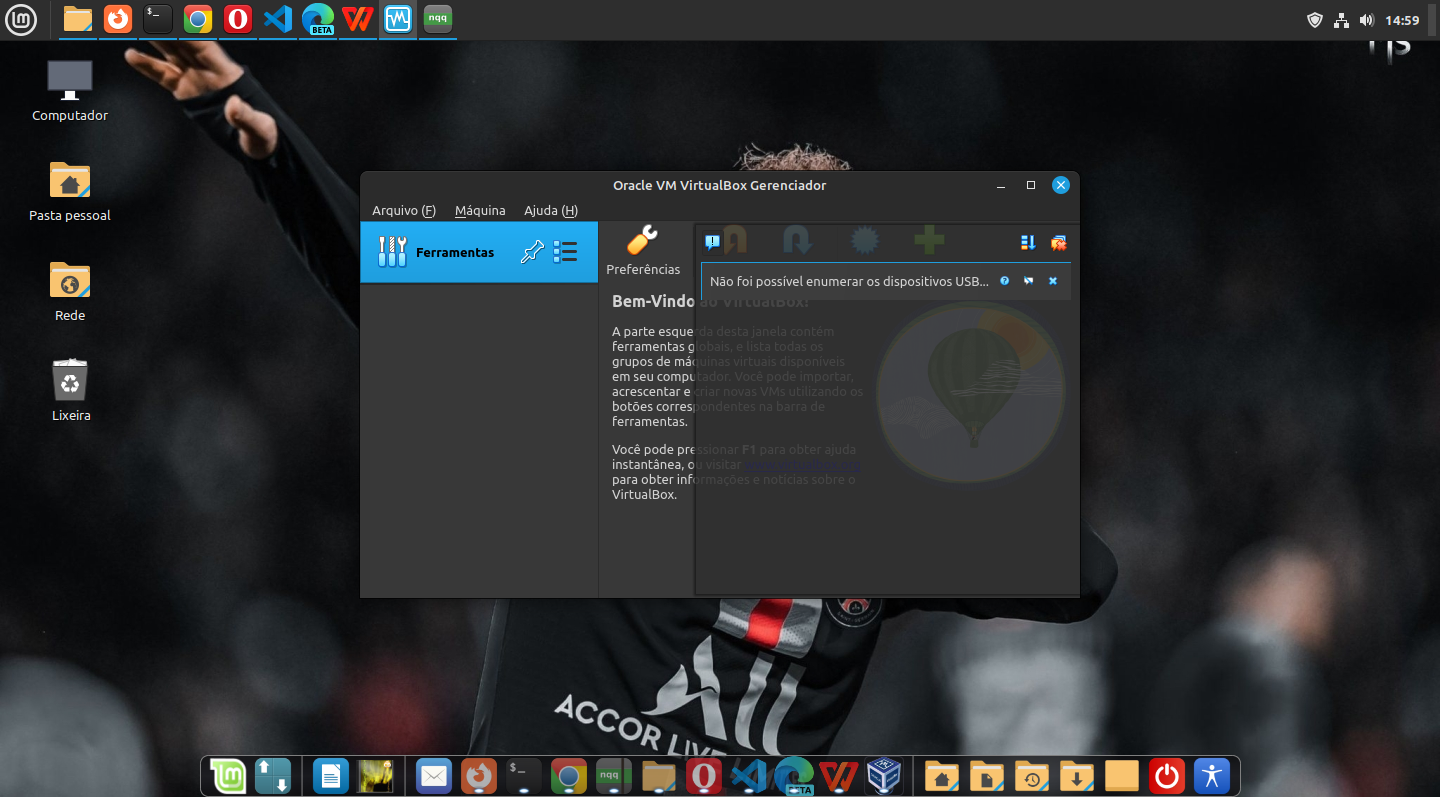 $_
BETA
nqq
14:59
Computador
Pasta pessoal
Rede
Lixeira
Oracle VM VirtualBox Gerenciador
Arquivo (F)
Máquina
Ajuda (H)
Ferramentas
Preferências
Não foi possível enumerar os dispositivos USB...
Bem-Vindo ao VirtualBox!
A parte esquerda desta janela contém
ferramentas globais, e lista todas os
grupos de máquinas virtuais disponíveis
em seu computador. Você pode importar,
acrescentar e criar novas VMs utilizando os
botões correspondentes na barra de
ferramentas.
Você pode pressionar F1 para obter ajuda
instantânea, ou visitar
para obter informações e notícias sobre o
VirtualBox.
ALL
ACCOR LIVE
$_
nqq
BETA